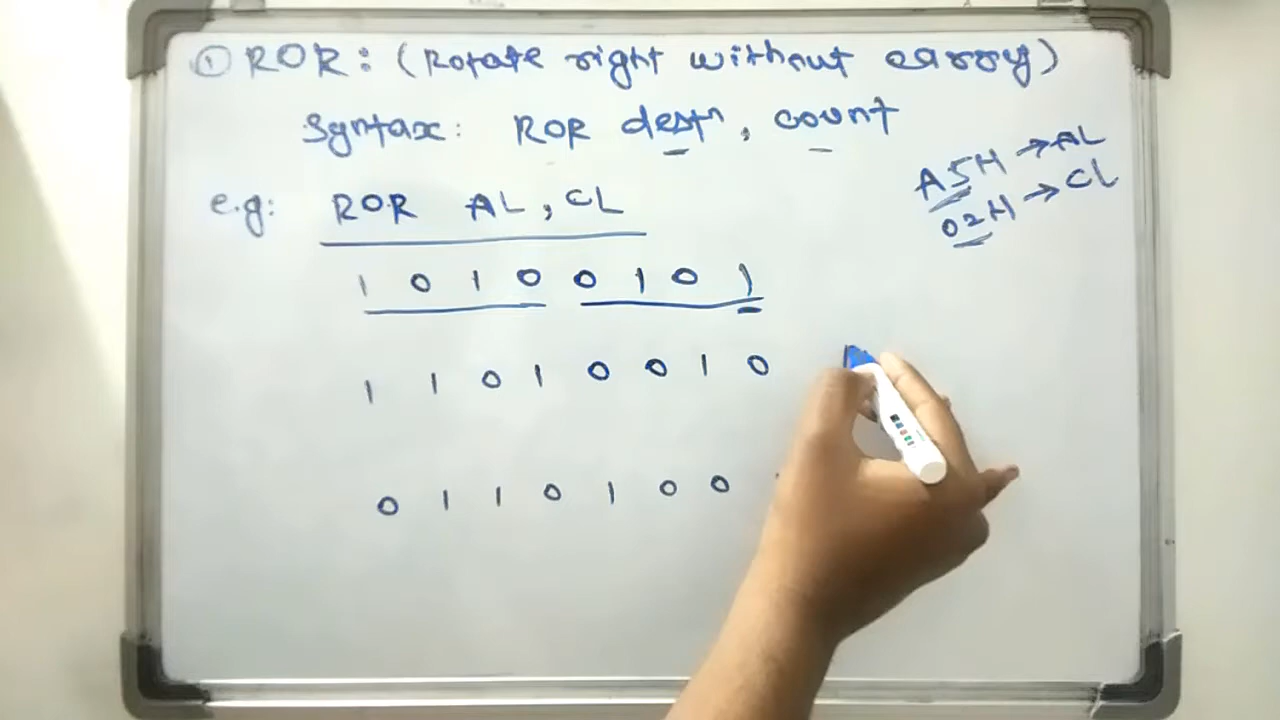 ① ROR: (Rotate right without carry)
Syntax: ROR destn, count
A5H → AL
02H → CL
e.g: ROR AL, CL
1 0 1 0 0 1 0 1
1 1 0 1 0 0 1 0
0 1 1 0 1 0 0